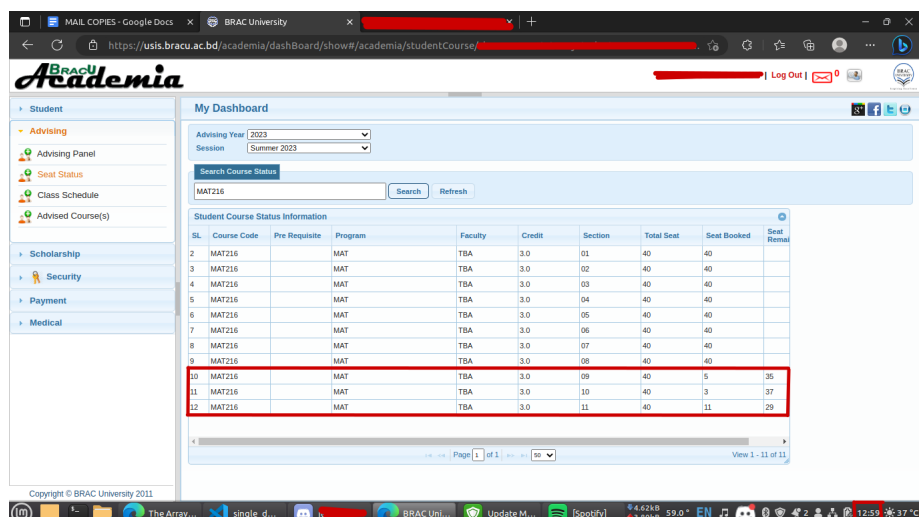 MAIL COPIES - Google Docs
BRAC University
https://usis.bracu.ac.bd/academia/dashBoard/show#/academia/studentCourse/
BRACU
Academia
| Log Out | 0
Student
Advising
Advising Panel
Seat Status
Class Schedule
Advised Course(s)
Scholarship
Security
Payment
Medical
Copyright © BRAC University 2011
My Dashboard
Advising Year 2023
Session Summer 2023
Search Course Status
MAT216 Search Refresh
Student Course Status Information
SL Course Code Pre Requisite Program Faculty Credit Section Total Seat Seat Booked Seat Remai
2 MAT216 MAT TBA 3.0 01 40 40
3 MAT216 MAT TBA 3.0 02 40 40
4 MAT216 MAT TBA 3.0 03 40 40
5 MAT216 MAT TBA 3.0 04 40 40
6 MAT216 MAT TBA 3.0 05 40 40
7 MAT216 MAT TBA 3.0 06 40 40
8 MAT216 MAT TBA 3.0 07 40 40
9 MAT216 MAT TBA 3.0 08 40 40
10 MAT216 MAT TBA 3.0 09 40 5 35
11 MAT216 MAT TBA 3.0 10 40 3 37
12 MAT216 MAT TBA 3.0 11 40 11 29
Page 1 of 1 50 View 1 - 11 of 11
The Array... single_d... BRAC Uni... Update M... [Spotify] 4.62kB 59.0° EN 2 12:59 37°